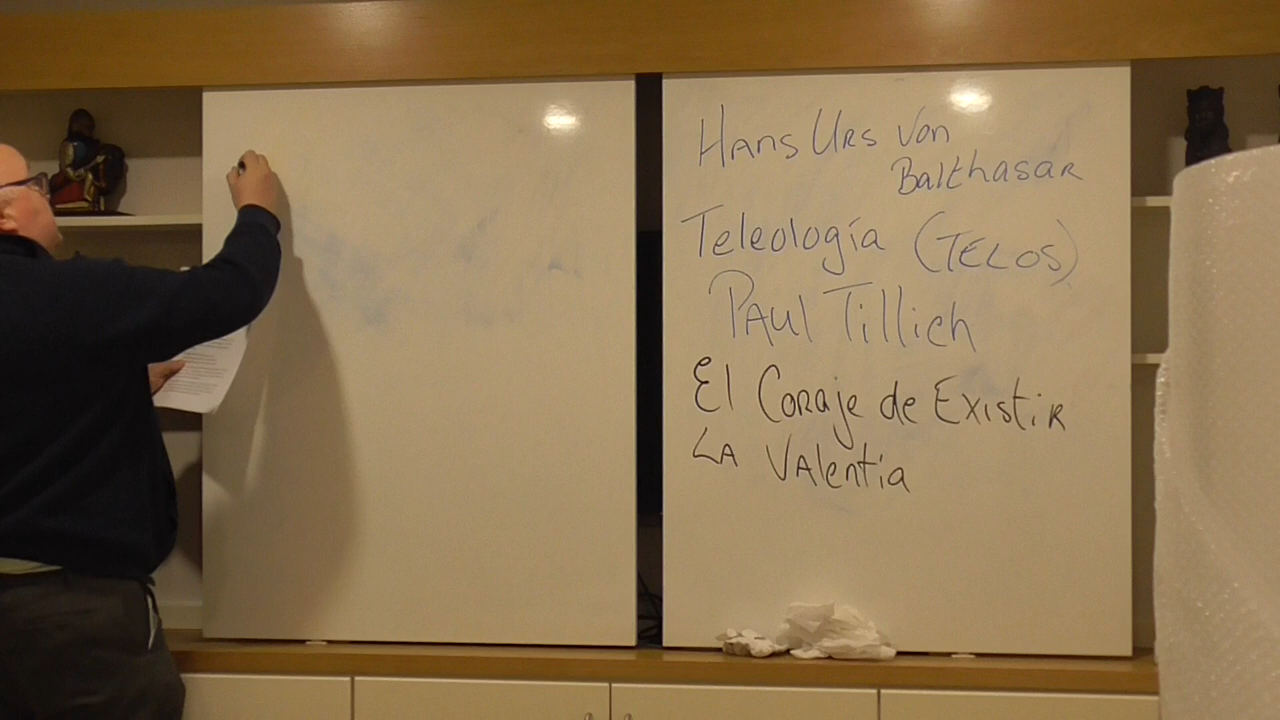 Hans Urs von
Balthasar
Teleología (TELOS)
Paul Tillich
El Coraje de Existir
La Valentia